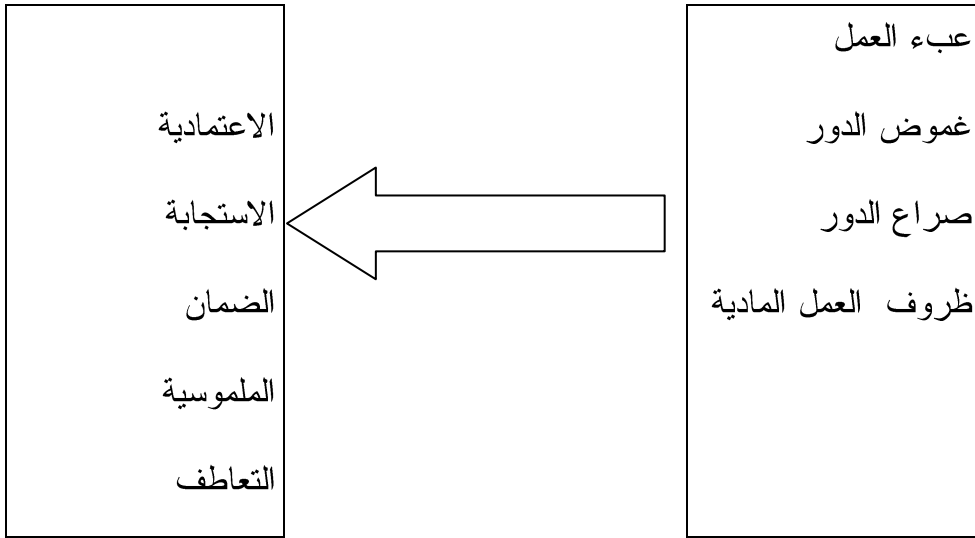 عبء العمل
غموض الدور
صراع الدور
ظروف العمل المادية
الاعتمادية
الاستجابة
الضمان
الملموسية
التعاطف